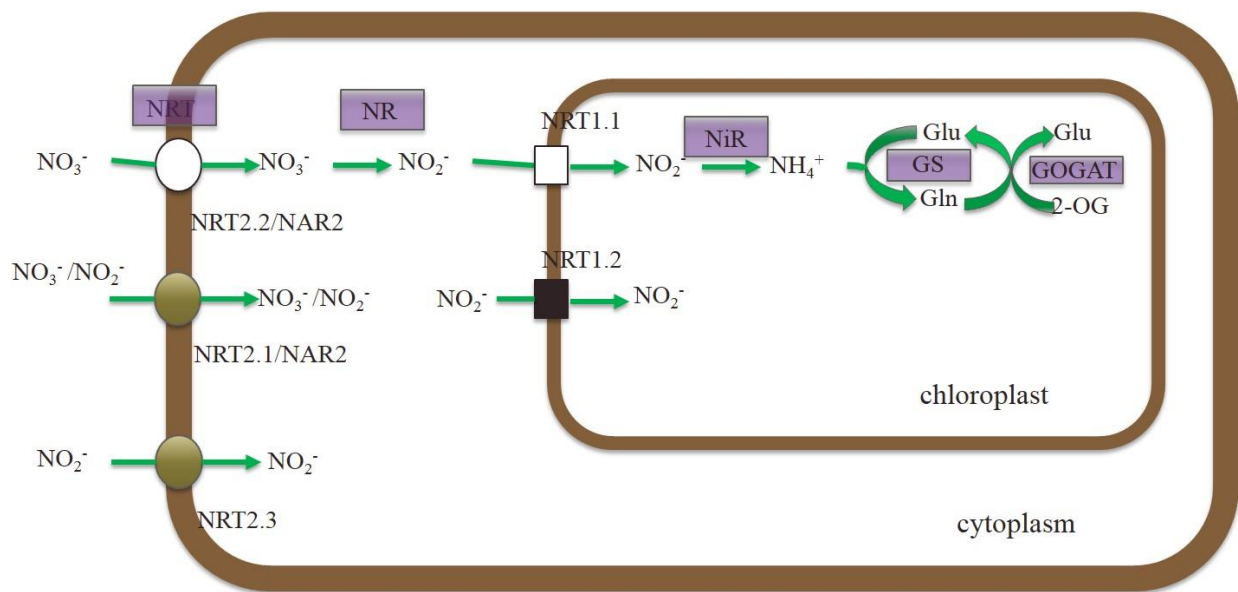 NRT
NR
NRT1.1
NiR
Glu
Glu
NO₃⁻
NO₃⁻
NO₂⁻
NO₂⁻
NH₄⁺
GS
GOGAT
Gln
2-OG
NRT2.2/NAR2
NO₃⁻/NO₂⁻
NO₃⁻/NO₂⁻
NRT1.2
NO₂⁻
NO₂⁻
NRT2.1/NAR2
chloroplast
NO₂⁻
NO₂⁻
NRT2.3
cytoplasm